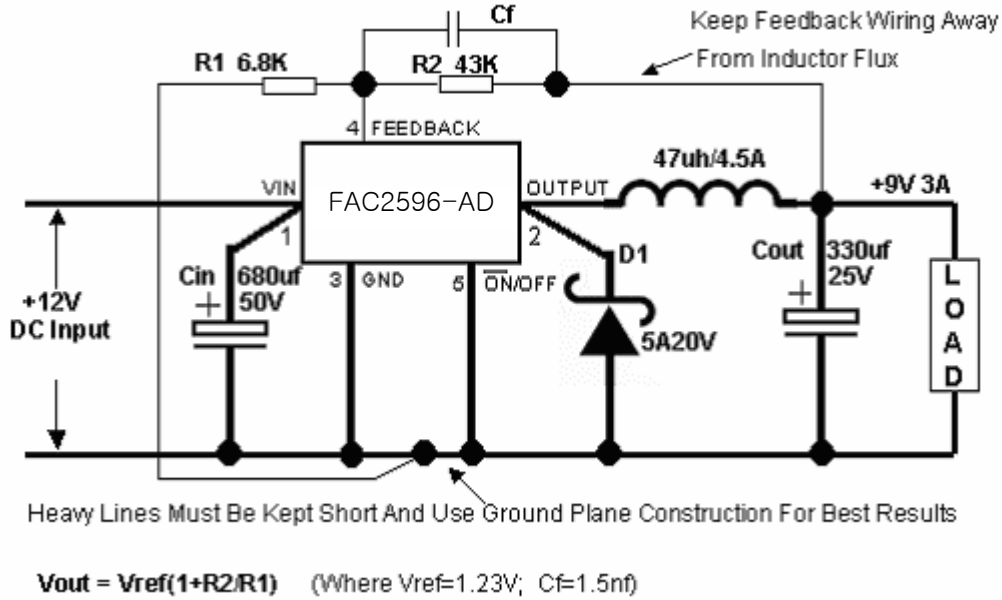 Cf
Keep Feedback Wiring Away
From Inductor Flux
R1 6.8K
R2 43K
4 FEEDBACK
47uh/4.5A
VIN
FAC2596-AD
OUTPUT
+9V 3A
1
2
D1
Cin 680uf
50V
3 GND
5 ON/OFF
Cout 330uf
25V
+12V
DC Input
+
+
5A20V
LOAD
Heavy Lines Must Be Kept Short And Use Ground Plane Construction For Best Results
Vout = Vref(1+R2/R1) (Where Vref=1.23V; Cf=1.5nf)